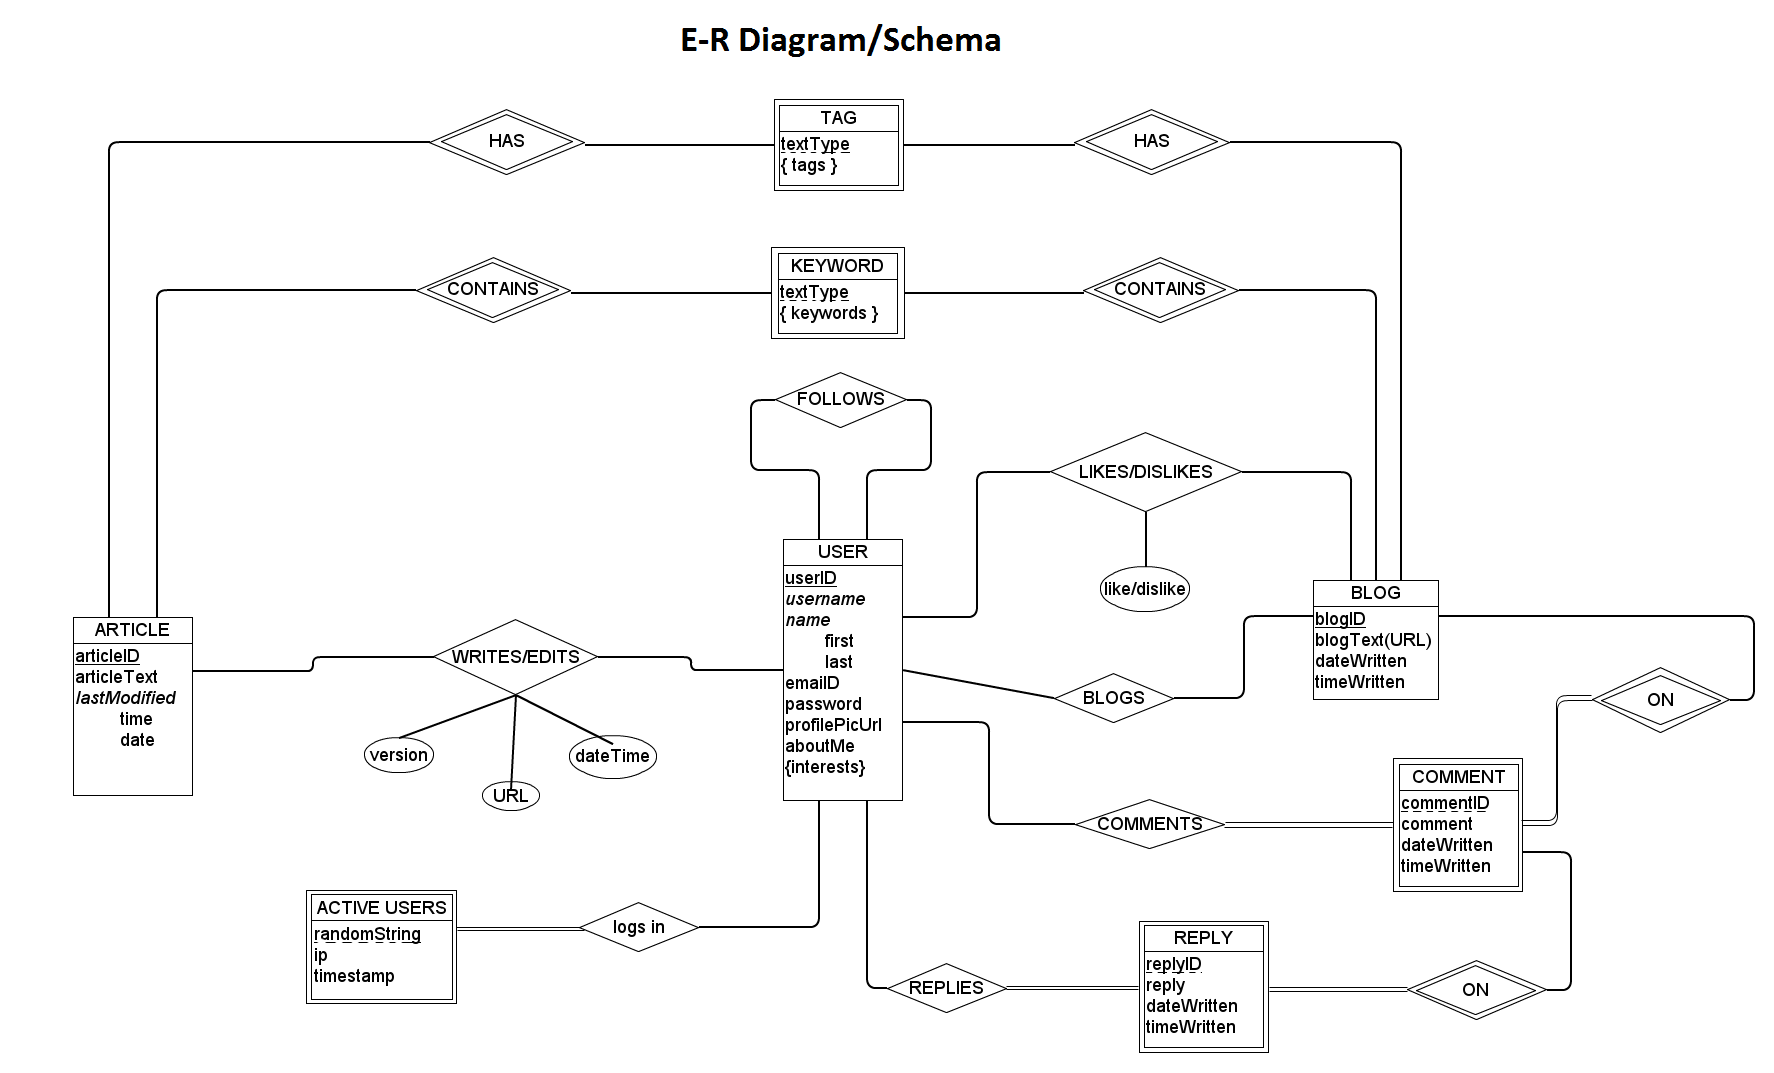 E-R Diagram/Schema
HAS
TAG
textType
{ tags }
HAS
CONTAINS
KEYWORD
textType
{ keywords }
CONTAINS
FOLLOWS
LIKES/DISLIKES
like/dislike
USER
userID
username
name
first
last
emailID
password
profilePicUrl
aboutMe
{interests}
BLOG
blogID
blogText(URL)
dateWritten
timeWritten
ARTICLE
articleID
articleText
lastModified
time
date
WRITES/EDITS
version
URL
dateTime
BLOGS
ON
COMMENTS
COMMENT
commentID
comment
dateWritten
timeWritten
ACTIVE USERS
randomString
ip
timestamp
logs in
REPLIES
REPLY
replyID
reply
dateWritten
timeWritten
ON